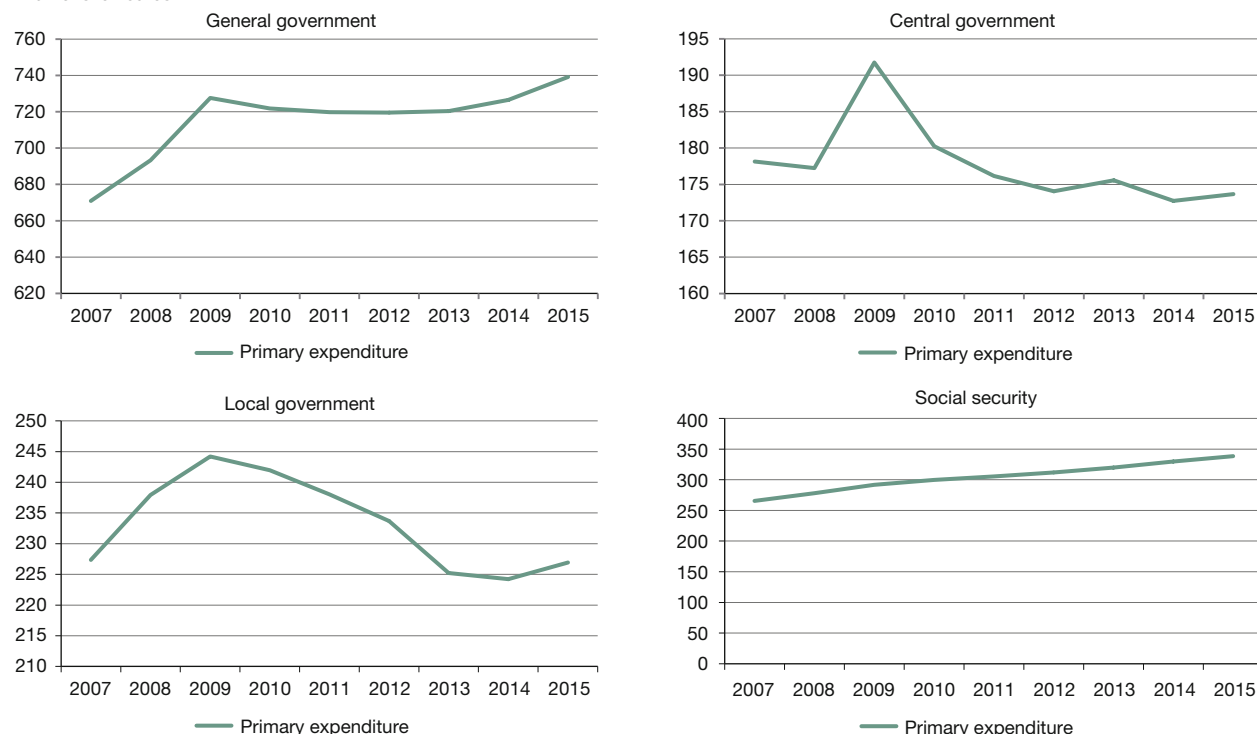 General government
760
740
720
700
680
660
640
620
2007 2008 2009 2010 2011 2012 2013 2014 2015
Primary expenditure
Central government
195
190
185
180
175
170
165
160
2007 2008 2009 2010 2011 2012 2013 2014 2015
Primary expenditure
Local government
250
245
240
235
230
225
220
215
210
2007 2008 2009 2010 2011 2012 2013 2014 2015
Primary expenditure
Social security
400
350
300
250
200
150
100
50
0
2007 2008 2009 2010 2011 2012 2013 2014 2015
Primary expenditure